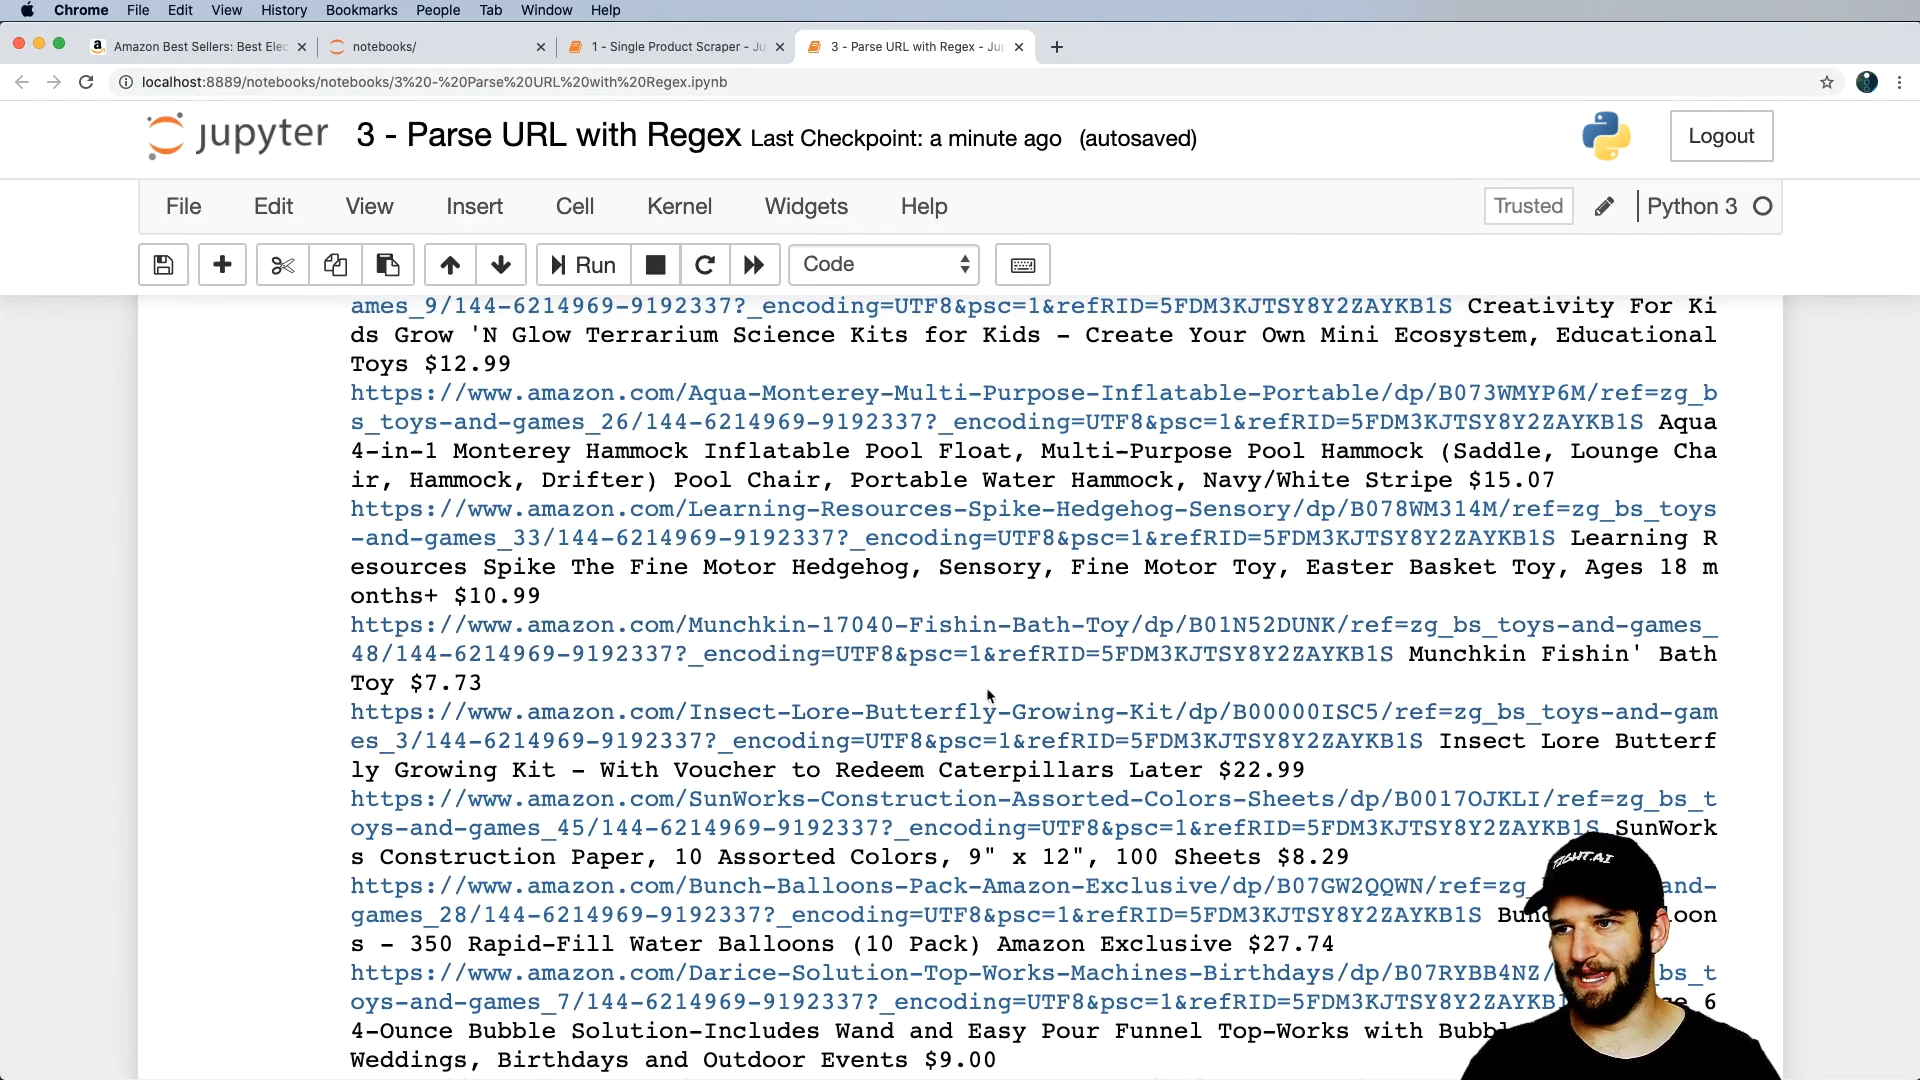 Chrome File Edit View History Bookmarks People Tab Window Help
Amazon Best Sellers: Best Elec notebooks/ 1 - Single Product Scraper - Ju 3 - Parse URL with Regex - Jup
localhost:8889/notebooks/notebooks/3%20-%20Parse%20URL%20with%20Regex.ipynb
jupyter 3 - Parse URL with Regex Last Checkpoint: a minute ago (autosaved) Logout
File Edit View Insert Cell Kernel Widgets Help Trusted Python 3
Run Code
ames_9/144-6214969-9192337?_encoding=UTF8&psc=1&refRID=5FDM3KJTSY8Y2ZAYKB1S Creativity For Ki
ds Grow 'N Glow Terrarium Science Kits for Kids - Create Your Own Mini Ecosystem, Educational
Toys $12.99
https://www.amazon.com/Aqua-Monterey-Multi-Purpose-Inflatable-Portable/dp/B073WMYP6M/ref=zg_b
s_toys-and-games_26/144-6214969-9192337?_encoding=UTF8&psc=1&refRID=5FDM3KJTSY8Y2ZAYKB1S Aqua
4-in-1 Monterey Hammock Inflatable Pool Float, Multi-Purpose Pool Hammock (Saddle, Lounge Cha
ir, Hammock, Drifter) Pool Chair, Portable Water Hammock, Navy/White Stripe $15.07
https://www.amazon.com/Learning-Resources-Spike-Hedgehog-Sensory/dp/B078WM314M/ref=zg_bs_toys
-and-games_33/144-6214969-9192337?_encoding=UTF8&psc=1&refRID=5FDM3KJTSY8Y2ZAYKB1S Learning R
esources Spike The Fine Motor Hedgehog, Sensory, Fine Motor Toy, Easter Basket Toy, Ages 18 m
onths+ $10.99
https://www.amazon.com/Munchkin-17040-Fishin-Bath-Toy/dp/B01N52DUNK/ref=zg_bs_toys-and-games_
48/144-6214969-9192337?_encoding=UTF8&psc=1&refRID=5FDM3KJTSY8Y2ZAYKB1S Munchkin Fishin' Bath
Toy $7.73
https://www.amazon.com/Insect-Lore-Butterfly-Growing-Kit/dp/B00000ISC5/ref=zg_bs_toys-and-gam
es_3/144-6214969-9192337?_encoding=UTF8&psc=1&refRID=5FDM3KJTSY8Y2ZAYKB1S Insect Lore Butterf
ly Growing Kit - With Voucher to Redeem Caterpillars Later $22.99
https://www.amazon.com/SunWorks-Construction-Assorted-Colors-Sheets/dp/B0017OJKLI/ref=zg_bs_t
oys-and-games_45/144-6214969-9192337?_encoding=UTF8&psc=1&refRID=5FDM3KJTSY8Y2ZAYKB1S SunWork
s Construction Paper, 10 Assorted Colors, 9" x 12", 100 Sheets $8.29
https://www.amazon.com/Bunch-Balloons-Pack-Amazon-Exclusive/dp/B07GW2QQWN/ref=zg_ and-
games_28/144-6214969-9192337?_encoding=UTF8&psc=1&refRID=5FDM3KJTSY8Y2ZAYKB1S Bunc loon
s - 350 Rapid-Fill Water Balloons (10 Pack) Amazon Exclusive $27.74
https://www.amazon.com/Darice-Solution-Top-Works-Machines-Birthdays/dp/B07RYBB4NZ/ bs_t
oys-and-games_7/144-6214969-9192337?_encoding=UTF8&psc=1&refRID=5FDM3KJTSY8Y2ZAYKB 6
4-Ounce Bubble Solution-Includes Wand and Easy Pour Funnel Top-Works with Bubb
Weddings, Birthdays and Outdoor Events $9.00